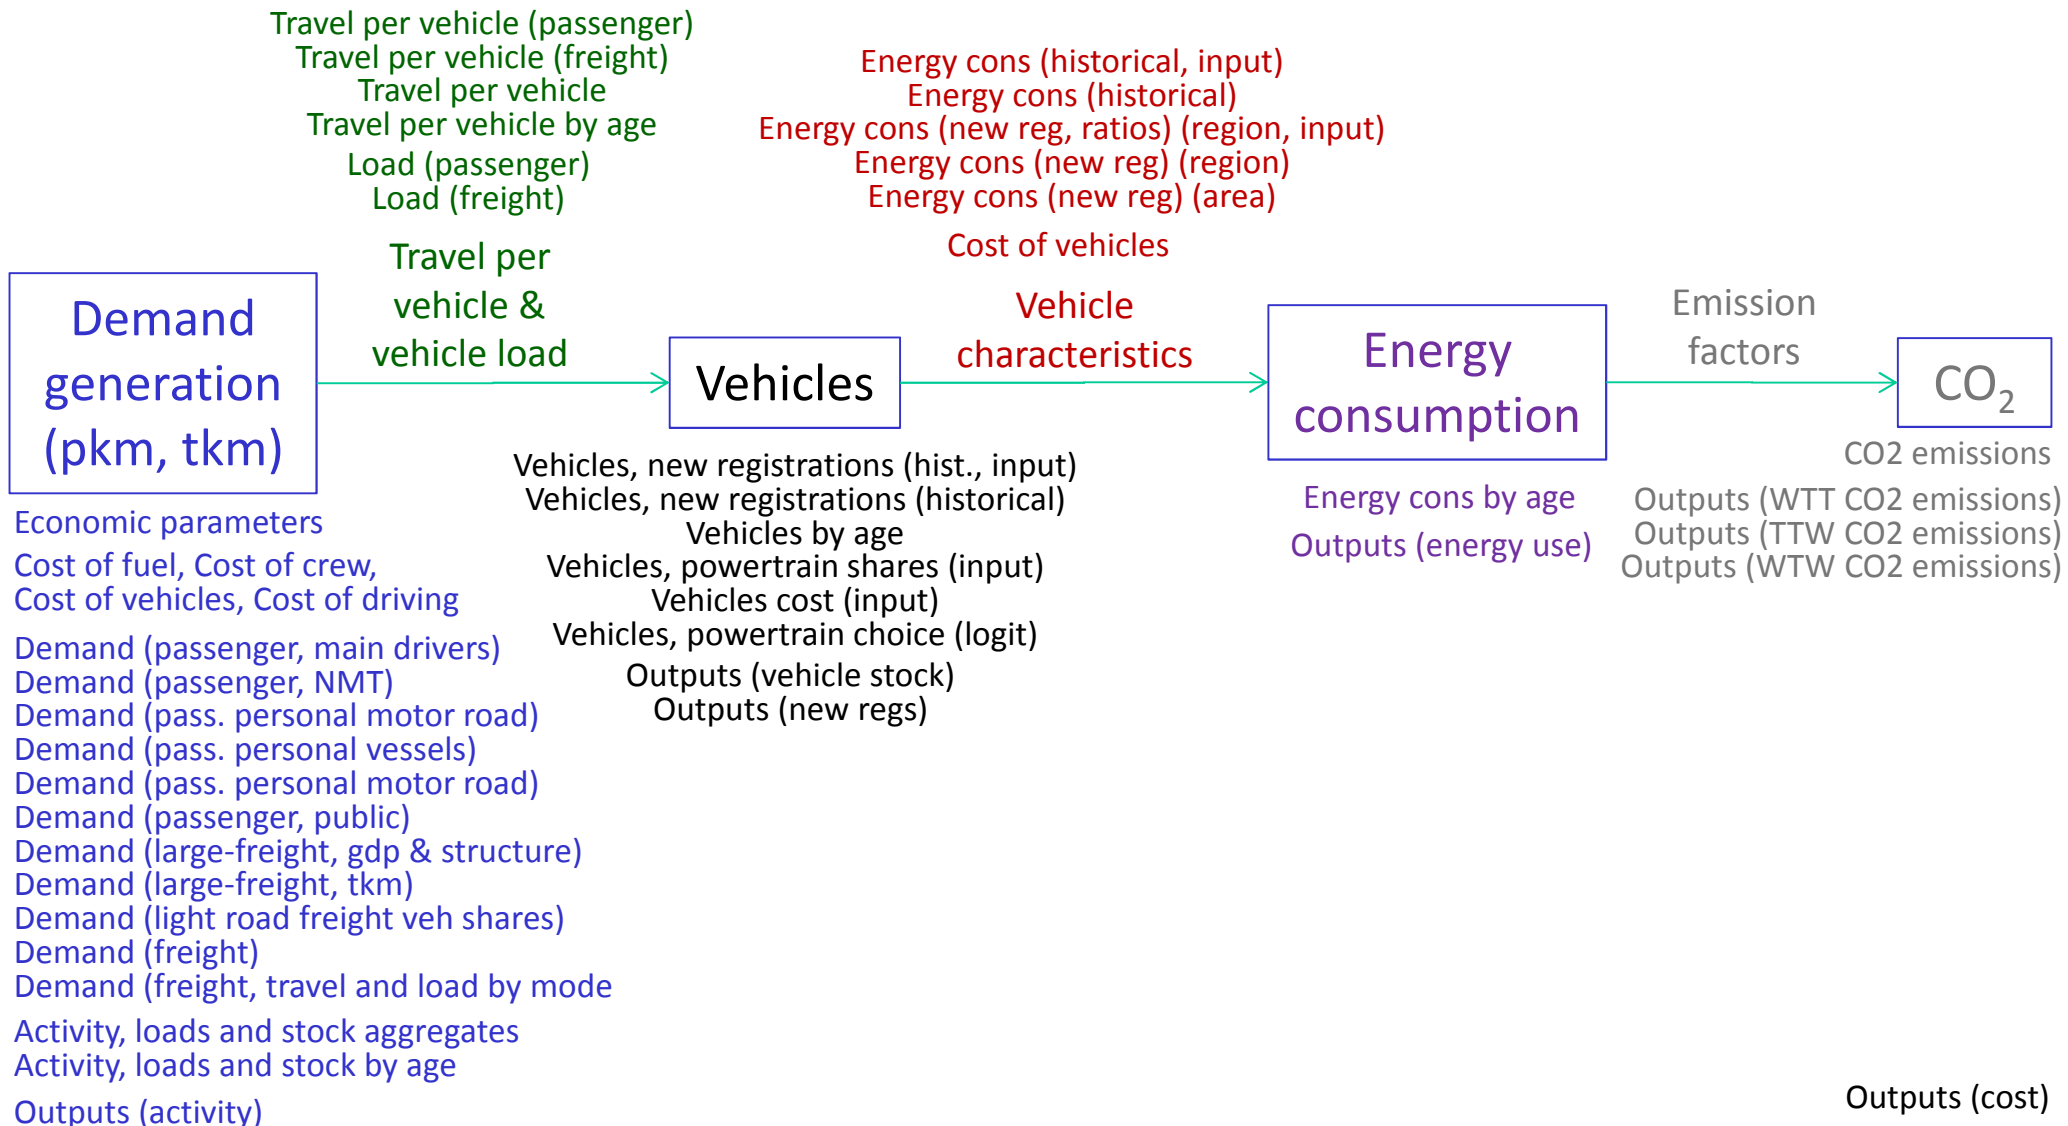 Travel per vehicle (passenger)
Travel per vehicle (freight)
Travel per vehicle
Travel per vehicle by age
Load (passenger)
Load (freight)
Energy cons (historical, input)
Energy cons (historical)
Energy cons (new reg, ratios) (region, input)
Energy cons (new reg) (region)
Energy cons (new reg) (area)
Cost of vehicles
Demand
generation
(pkm, tkm)
Travel per
vehicle &
vehicle load
Vehicles
Vehicle
characteristics
Energy
consumption
Emission
factors
CO₂
Economic parameters
Cost of fuel, Cost of crew,
Cost of vehicles, Cost of driving
Demand (passenger, main drivers)
Demand (passenger, NMT)
Demand (pass. personal motor road)
Demand (pass. personal vessels)
Demand (pass. personal motor road)
Demand (passenger, public)
Demand (large-freight, gdp & structure)
Demand (large-freight, tkm)
Demand (light road freight veh shares)
Demand (freight)
Demand (freight, travel and load by mode
Activity, loads and stock aggregates
Activity, loads and stock by age
Outputs (activity)
Vehicles, new registrations (hist., input)
Vehicles, new registrations (historical)
Vehicles by age
Vehicles, powertrain shares (input)
Vehicles cost (input)
Vehicles, powertrain choice (logit)
Outputs (vehicle stock)
Outputs (new regs)
Energy cons by age
Outputs (energy use)
CO2 emissions
Outputs (WTT CO2 emissions)
Outputs (TTW CO2 emissions)
Outputs (WTW CO2 emissions)
Outputs (cost)